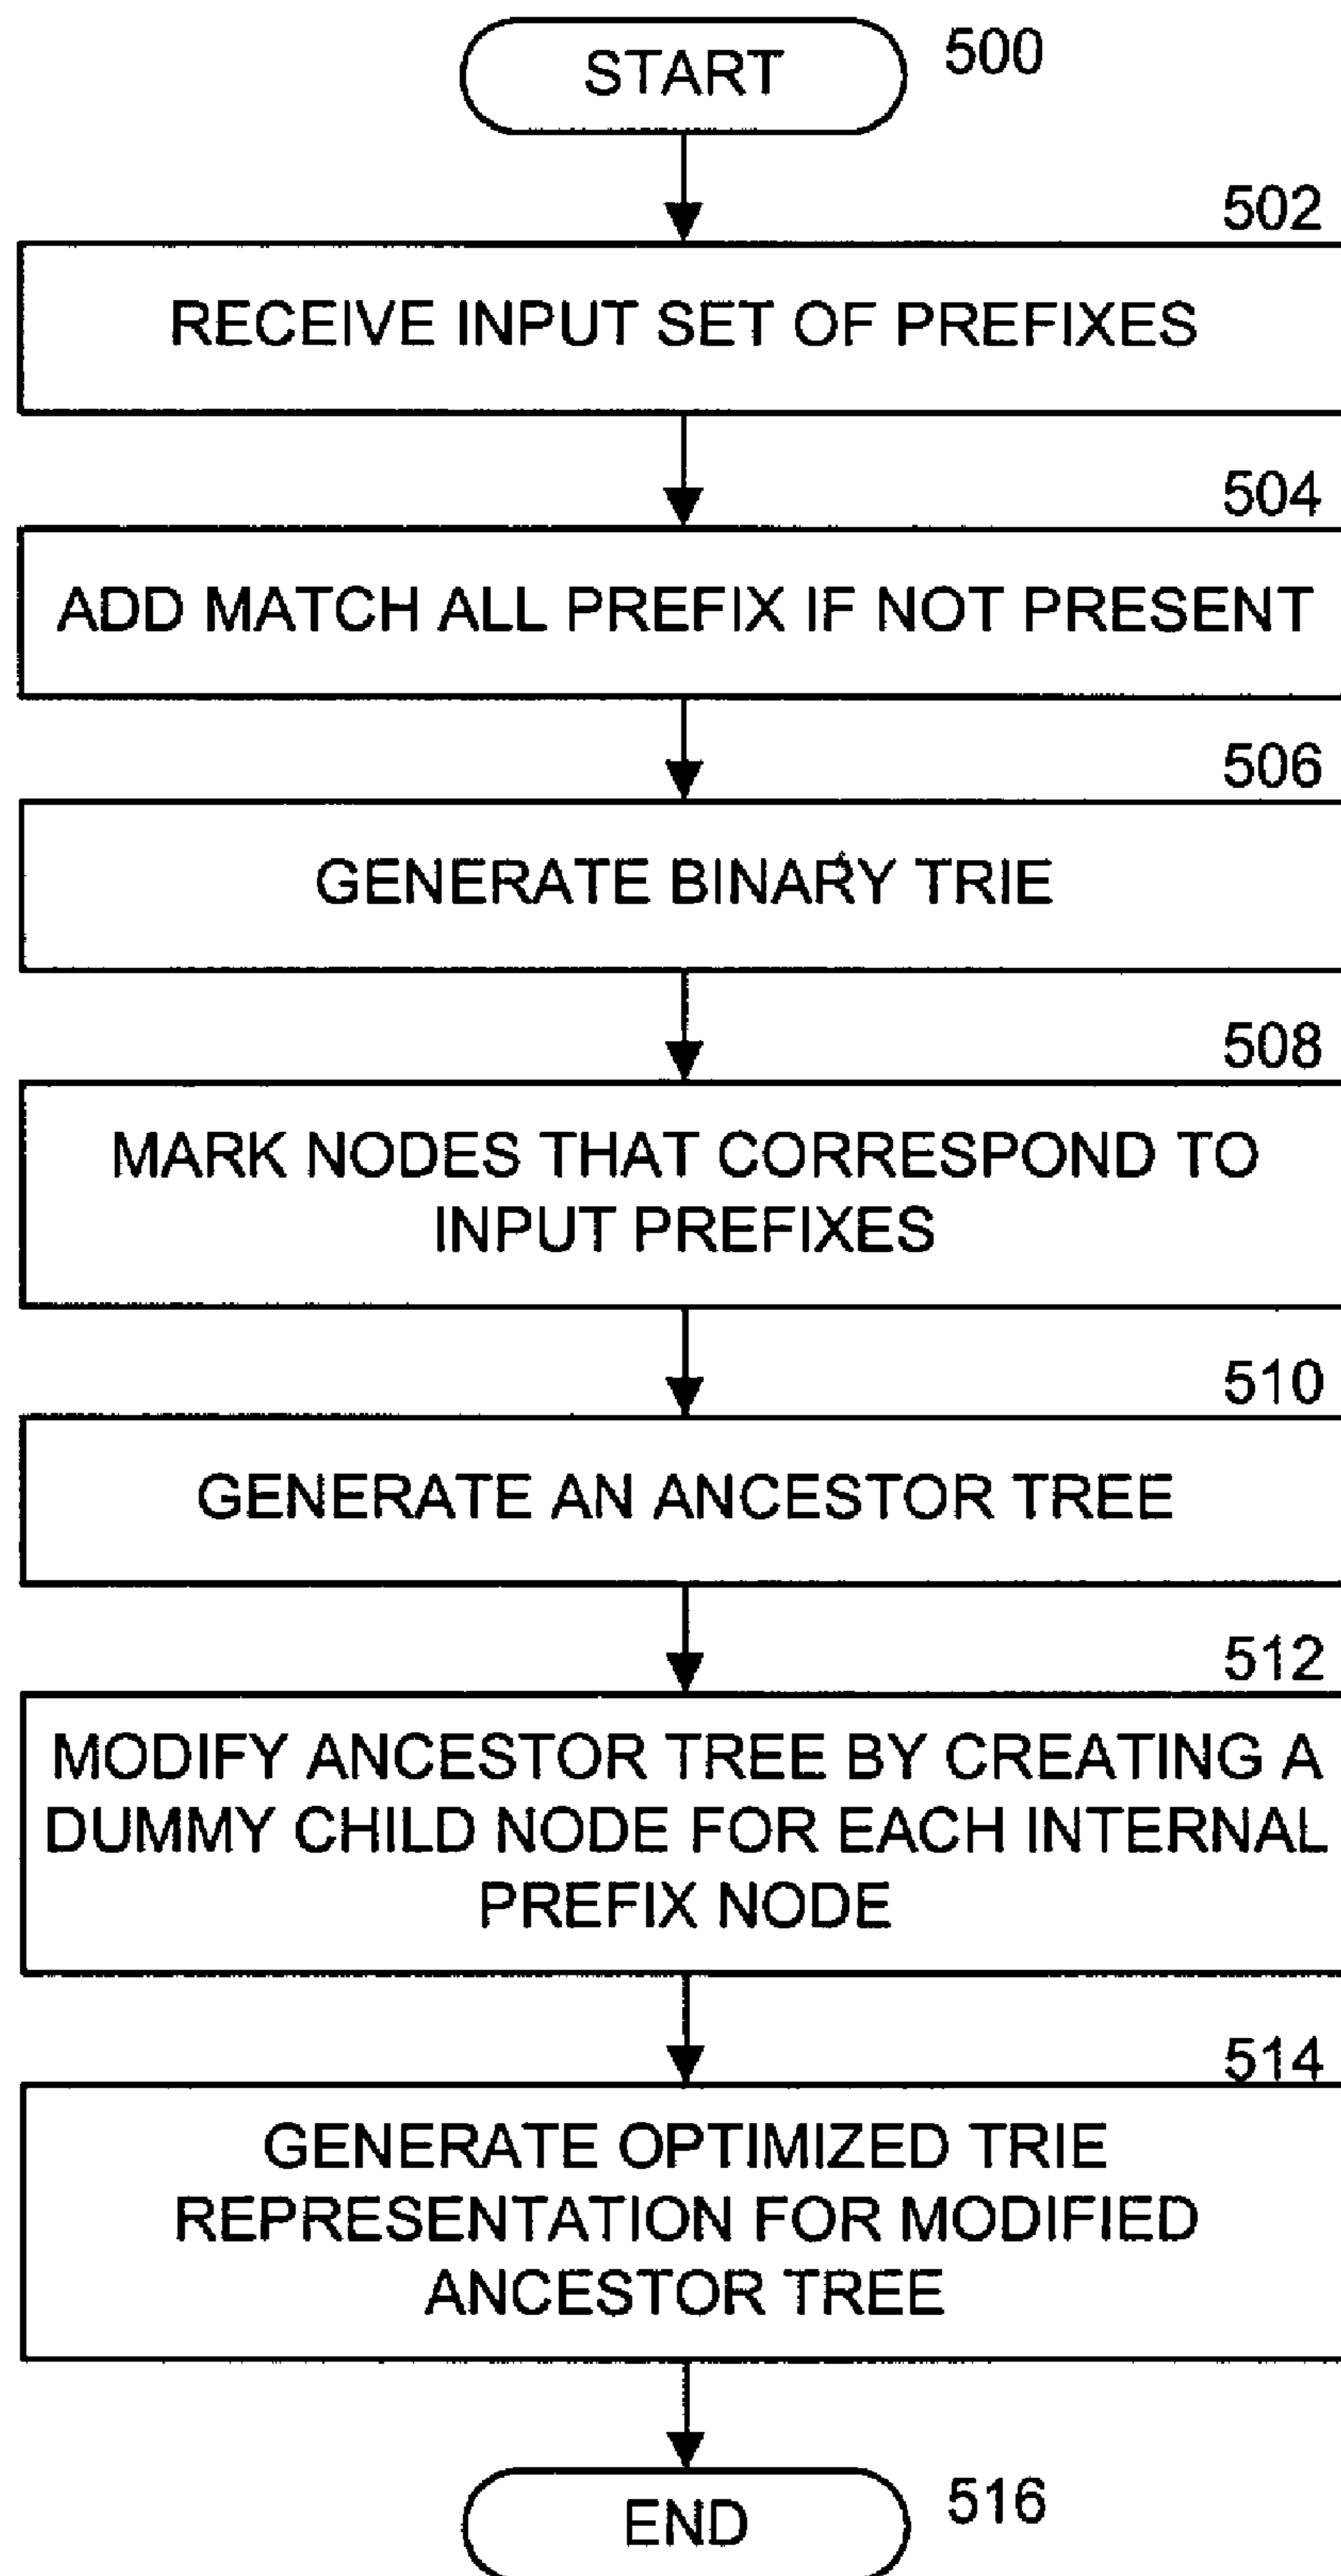 START
500
502
RECEIVE INPUT SET OF PREFIXES
504
ADD MATCH ALL PREFIX IF NOT PRESENT
506
GENERATE BINARY TRIE
508
MARK NODES THAT CORRESPOND TO
INPUT PREFIXES
510
GENERATE AN ANCESTOR TREE
512
MODIFY ANCESTOR TREE BY CREATING A
DUMMY CHILD NODE FOR EACH INTERNAL
PREFIX NODE
514
GENERATE OPTIMIZED TRIE
REPRESENTATION FOR MODIFIED
ANCESTOR TREE
END
516